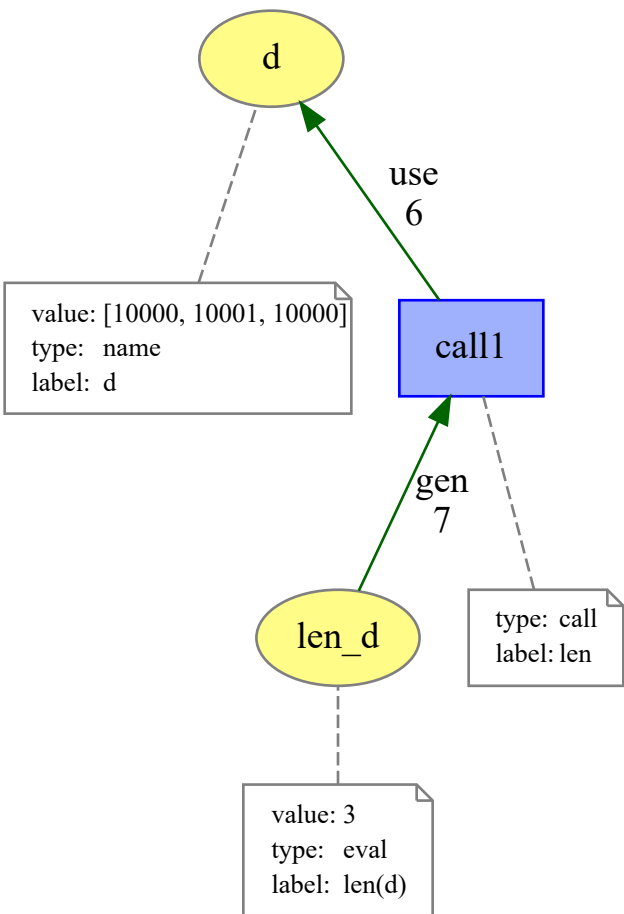 d
use
6
value: [10000, 10001, 10000]
type: name
label: d
call1
gen
7
type: call
label: len
len_d
value: 3
type: eval
label: len(d)